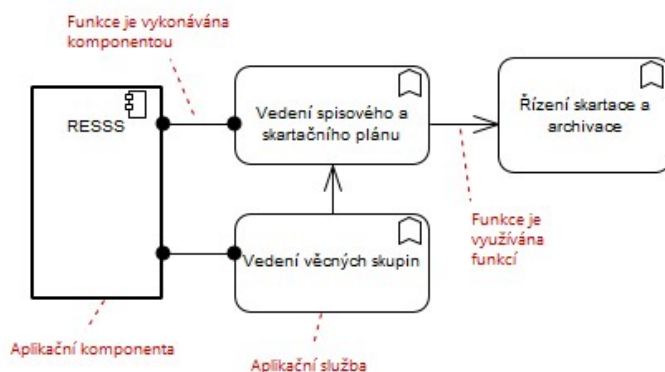 Funkce je vykonávána
komponentou
RESSS
Vedení spisového a
skartačního plánu
Řízení skartace a
archivace
Funkce je
využívána
funkcí
Vedení věcných skupin
Aplikační komponenta
Aplikační služba